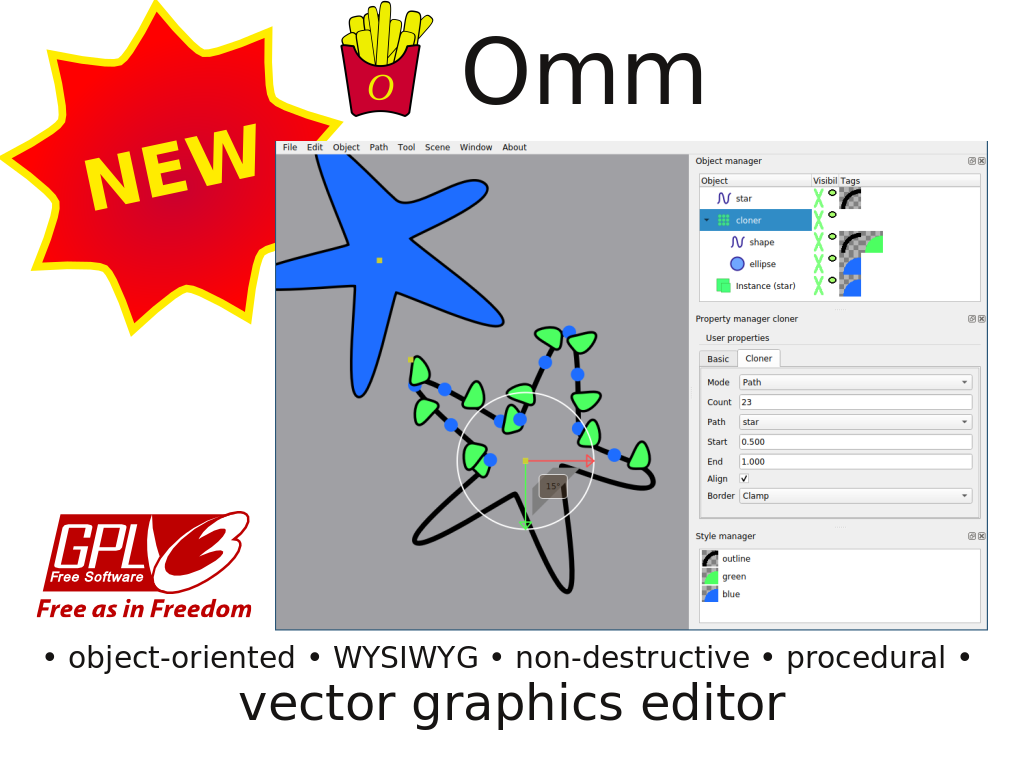 Omm
O
NEW
File Edit Object Path Tool Scene Window About
Object manager
Object Visibil Tags
star
cloner
shape
ellipse
Instance (star)
Property manager cloner
User properties
Basic Cloner
Mode Path
Count 23
Path star
Start 0.500
End 1.000
Align
Border Clamp
Style manager
outline
green
blue
15°
GPL3
Free Software
Free as in Freedom
• object-oriented • WYSIWYG • non-destructive • procedural •
vector graphics editor